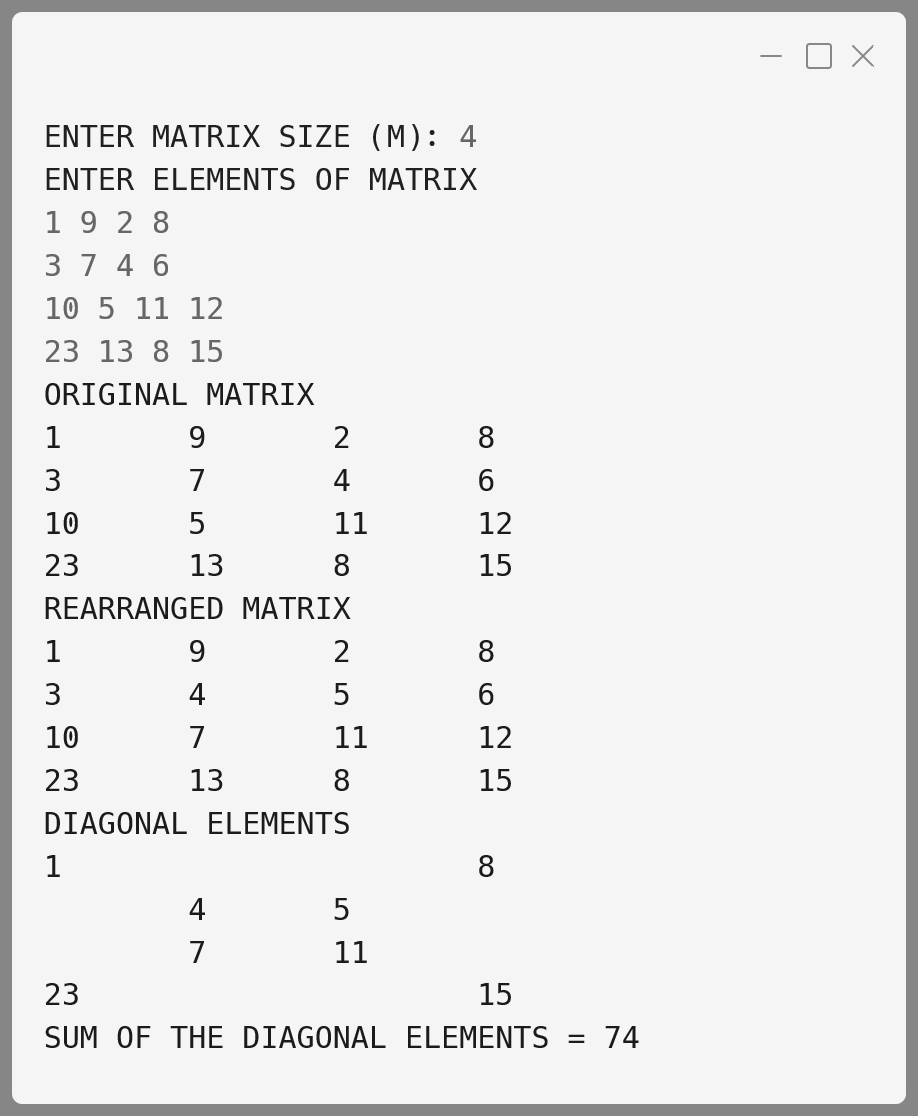 ENTER MATRIX SIZE (M): 4
ENTER ELEMENTS OF MATRIX
1 9 2 8
3 7 4 6
10 5 11 12
23 13 8 15
ORIGINAL MATRIX
1 9 2 8
3 7 4 6
10 5 11 12
23 13 8 15
REARRANGED MATRIX
1 9 2 8
3 4 5 6
10 7 11 12
23 13 8 15
DIAGONAL ELEMENTS
1 8
4 5
7 11
23 15
SUM OF THE DIAGONAL ELEMENTS = 74